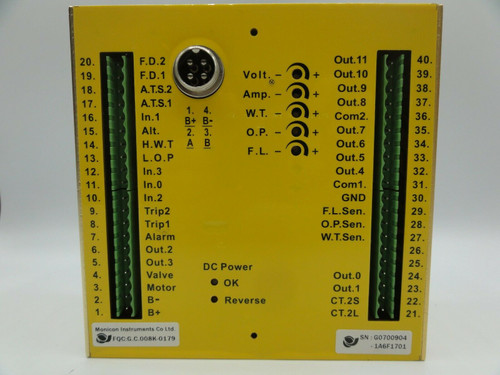 20. F.D.2
19. F.D.1
18. A.T.S.2
17. A.T.S.1
16. In.1
15. Alt.
14. H.W.T
13. L.O.P
12. In.3
11. In.0
10. In.2
9. Trip2
8. Trip1
7. Alarm
6. Out.2
5. Out.3
4. Valve
3. Motor
2. B-
1. B+
1. 4.
B+ B-
2. 3.
A B
Volt. - +
Amp. - +
W.T. - +
O.P. - +
F.L. - +
DC Power
OK
Reverse
Out.11 40.
Out.10 39.
Out.9 38.
Out.8 37.
Com2. 36.
Out.7 35.
Out.6 34.
Out.5 33.
Out.4 32.
Com1. 31.
GND 30.
F.L.Sen. 29.
O.P.Sen. 28.
W.T.Sen. 27.
26.
25.
Out.0 24.
Out.1 23.
CT.2S 22.
CT.2L 21.
Manicon Instruments Co Ltd.
FQC:G.C.008K-0179
SN : G0700904
-1A6F1701